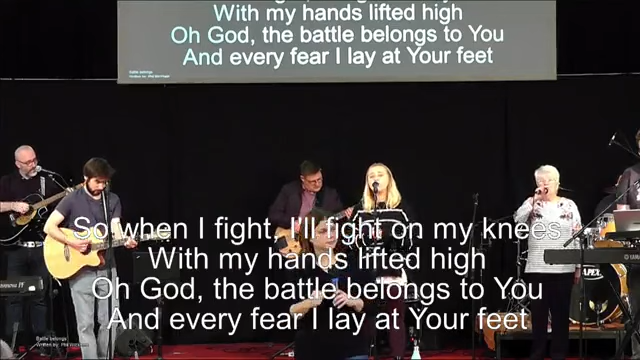 With my hands lifted high
Oh God, the battle belongs to You
And every fear I lay at Your feet
Battle belongs
So when I fight, I'll fight on my knees
With my hands lifted high
Oh God, the battle belongs to You
And every fear I lay at Your feet
Battle belongs